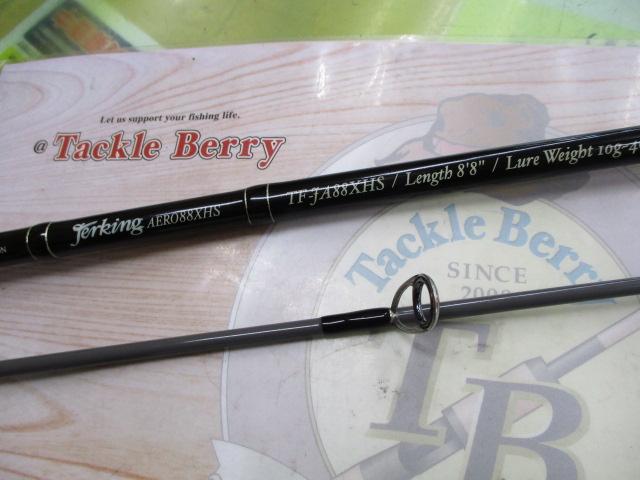 Let us support your fishing life.
@ Tackle Berry
TF-JA88XHS / Length 8'8" / Lure Weight 10g-4
Jerking AERO88XHS
Tackle Berry
SINCE
TB